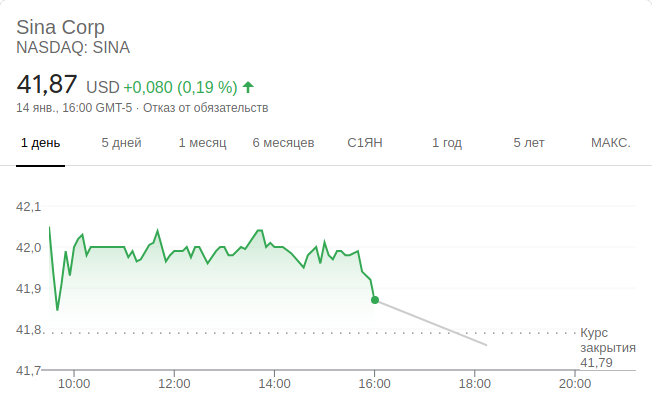 Sina Corp
NASDAQ: SINA
41,87 USD +0,080 (0,19 %)
14 янв., 16:00 GMT-5 · Отказ от обязательств
1 день 5 дней 1 месяц 6 месяцев С1ЯН 1 год 5 лет МАКС.
42,1
42,0
41,9
41,8
Курс
закрытия
41,79
41,7
10:00 12:00 14:00 16:00 18:00 20:00